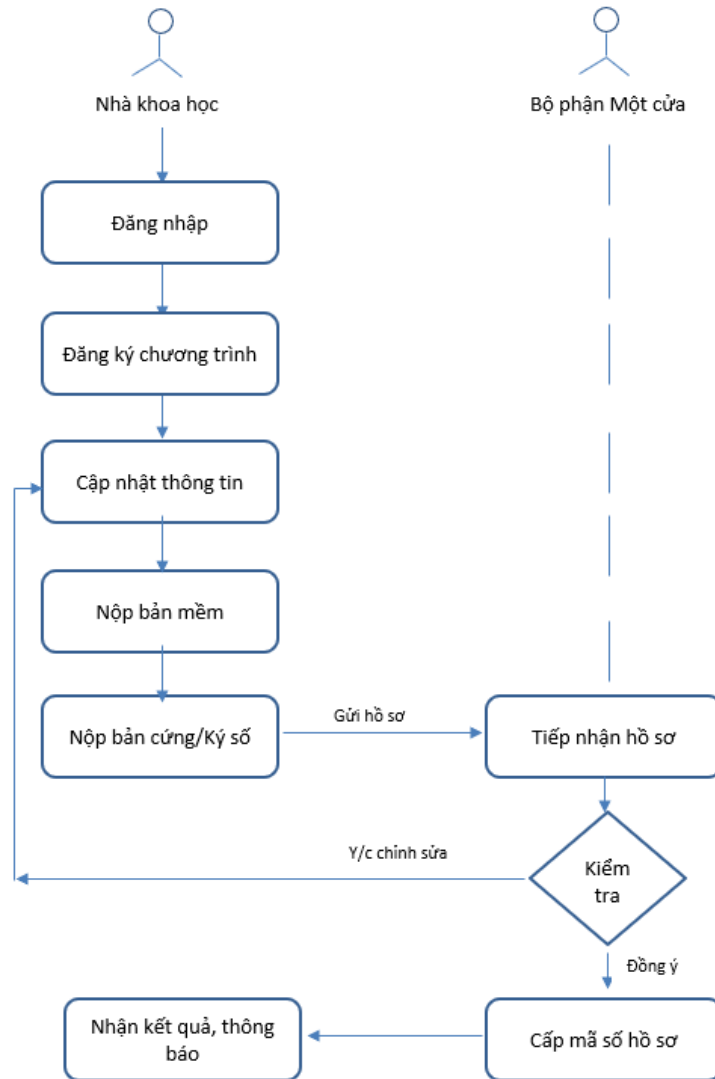 Nhà khoa học
Bộ phận Một cửa
Đăng nhập
Đăng ký chương trình
Cập nhật thông tin
Nộp bản mềm
Nộp bản cứng/Ký số
Gửi hồ sơ
Tiếp nhận hồ sơ
Y/c chỉnh sửa
Kiểm
tra
Đồng ý
Nhận kết quả, thông
báo
Cấp mã số hồ sơ